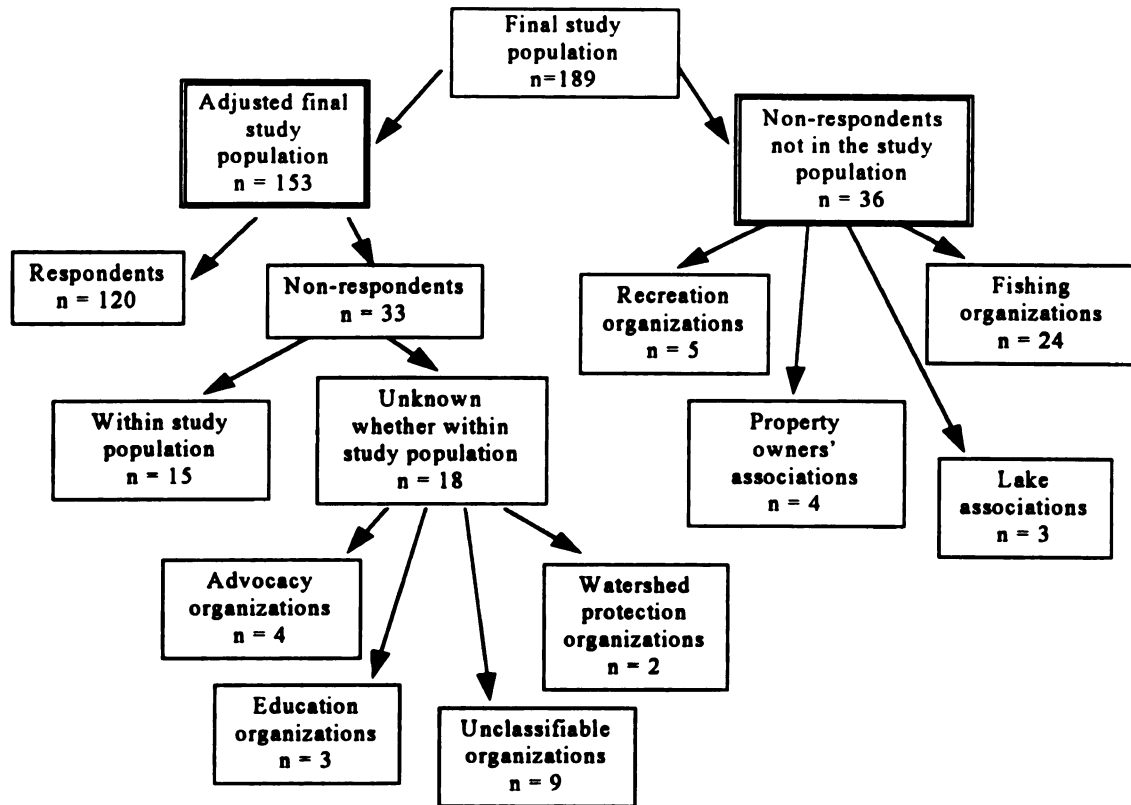 Final study
population
n=189
Adjusted final
study
population
n = 153
Non-respondents
not in the study
population
n = 36
Respondents
n = 120
Non-respondents
n = 33
Recreation
organizations
n = 5
Fishing
organizations
n = 24
Within study
population
n = 15
Unknown
whether within
study population
n = 18
Property
owners'
associations
n = 4
Lake
associations
n = 3
Advocacy
organizations
n = 4
Watershed
protection
organizations
n = 2
Education
organizations
n = 3
Unclassifiable
organizations
n = 9